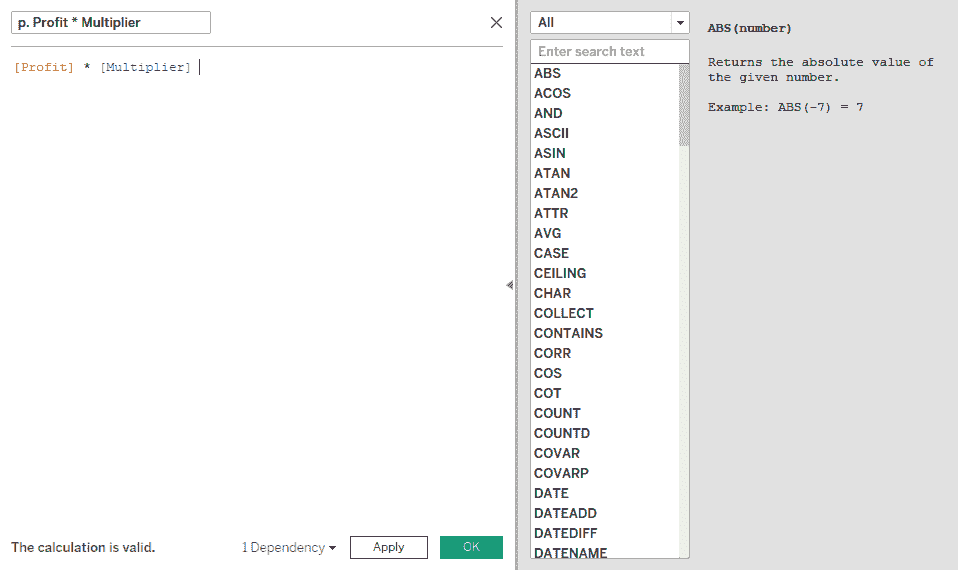 p. Profit * Multiplier
[Profit] * [Multiplier]
The calculation is valid.
1 Dependency
Apply
OK
All
Enter search text
ABS
ACOS
AND
ASCII
ASIN
ATAN
ATAN2
ATTR
AVG
CASE
CEILING
CHAR
COLLECT
CONTAINS
CORR
COS
COT
COUNT
COUNTD
COVAR
COVARP
DATE
DATEADD
DATEDIFF
DATENAME
ABS(number)
Returns the absolute value of
the given number.
Example: ABS(-7) = 7